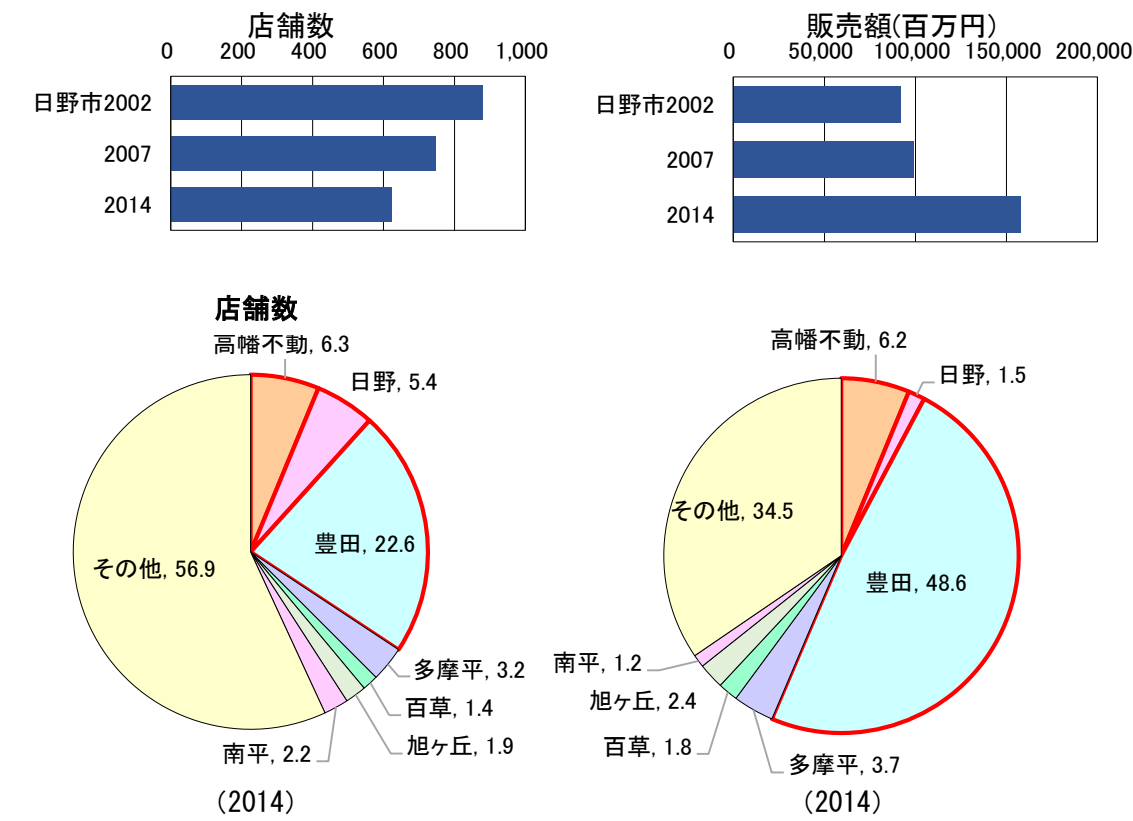 店舗数
0 200 400 600 800 1,000
日野市2002
2007
2014
販売額(百万円)
0 50,000 100,000 150,000 200,000
日野市2002
2007
2014
店舗数
高幡不動, 6.3
日野, 5.4
豊田, 22.6
その他, 56.9
多摩平, 3.2
百草, 1.4
旭ヶ丘, 1.9
南平, 2.2
（2014）
高幡不動, 6.2
日野, 1.5
その他, 34.5
豊田, 48.6
南平, 1.2
旭ヶ丘, 2.4
百草, 1.8
多摩平, 3.7
（2014）